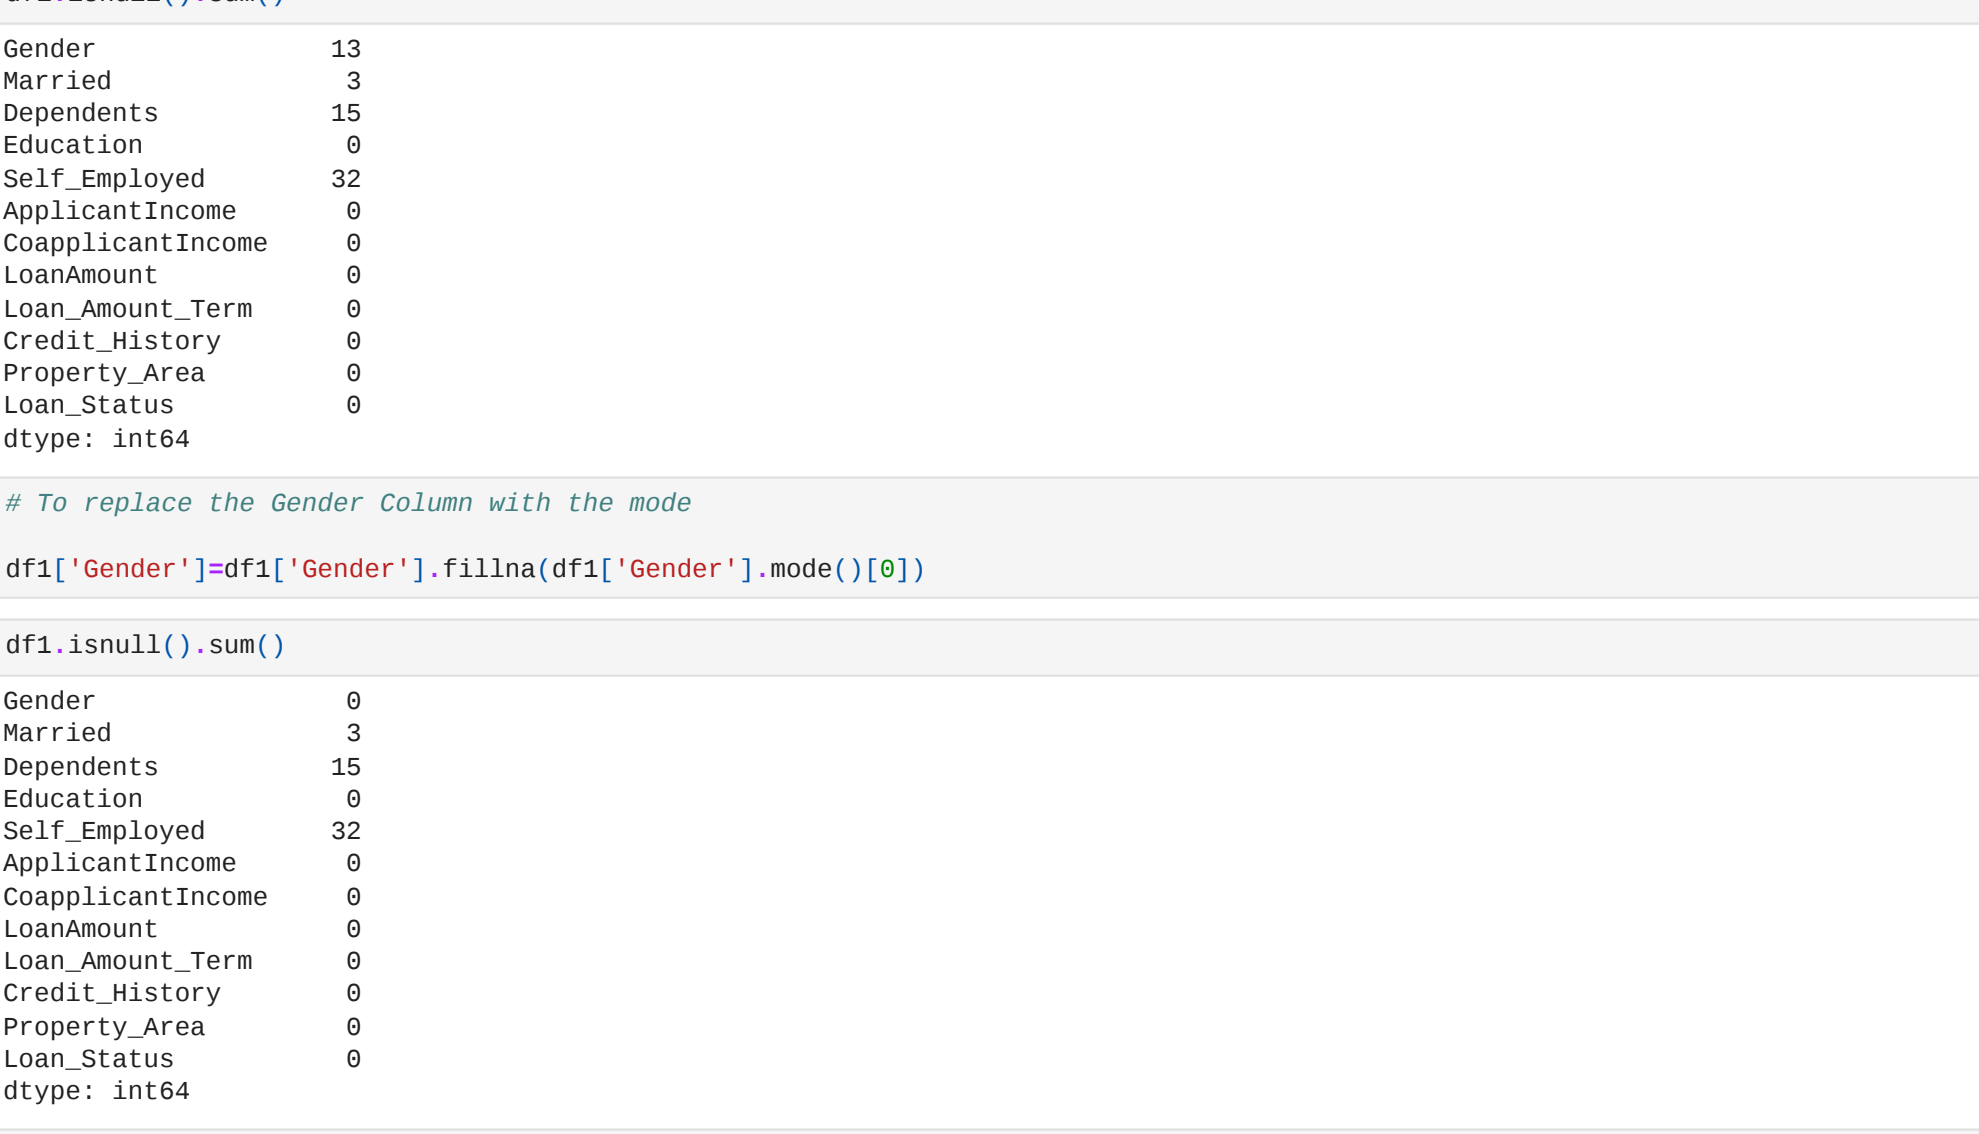 df1.isnull().sum()
Gender               13
Married               3
Dependents           15
Education             0
Self_Employed        32
ApplicantIncome       0
CoapplicantIncome     0
LoanAmount            0
Loan_Amount_Term      0
Credit_History        0
Property_Area         0
Loan_Status           0
dtype: int64
# To replace the Gender Column with the mode
df1['Gender']=df1['Gender'].fillna(df1['Gender'].mode()[0])
df1.isnull().sum()
Gender                0
Married               3
Dependents           15
Education             0
Self_Employed        32
ApplicantIncome       0
CoapplicantIncome     0
LoanAmount            0
Loan_Amount_Term      0
Credit_History        0
Property_Area         0
Loan_Status           0
dtype: int64